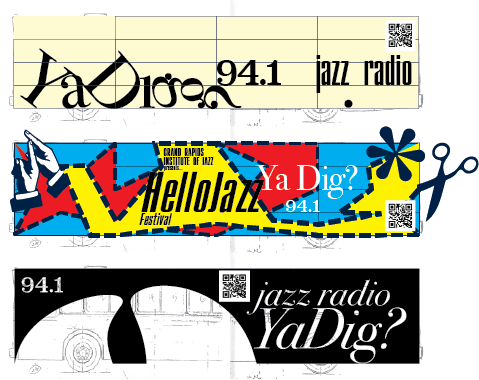 94.1 jazz radio
GRAND RAPIDS
INSTITUTE OF JAZZ
HelloJazz
Festival
Ya Dig?
94.1
94.1
jazz radio
YaDig?